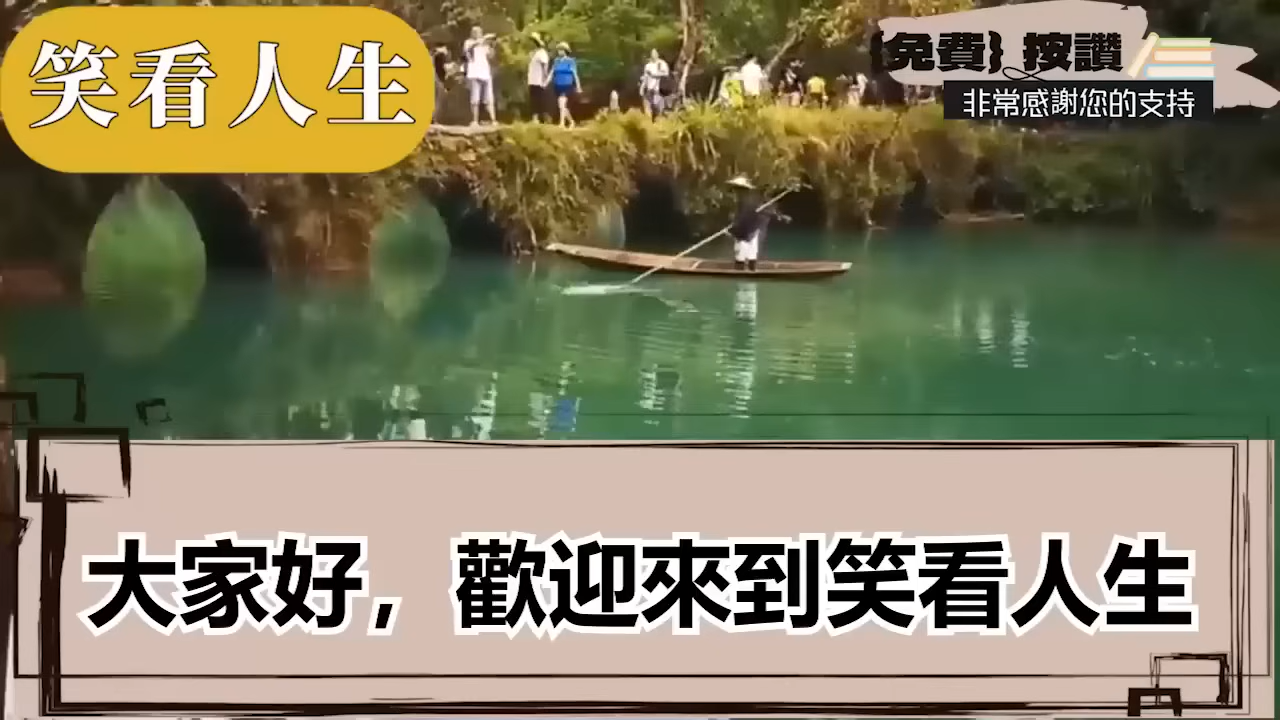 笑看人生
{免費} 按讚
非常感謝您的支持
大家好，歡迎來到笑看人生